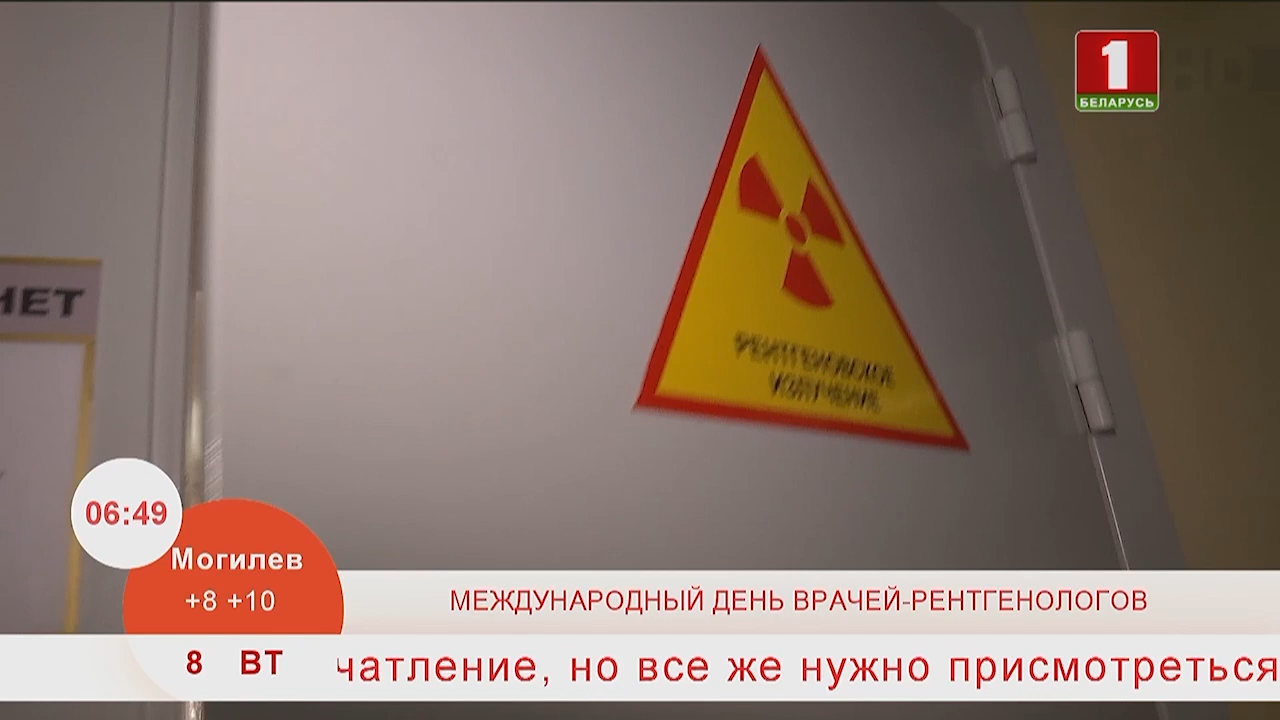 1
БЕЛАРУСЬ
НЕТ
РЕНТГЕНОВСКОЕ
ИЗЛУЧЕНИЕ
06:49
Могилев
+8 +10
МЕЖДУНАРОДНЫЙ ДЕНЬ ВРАЧЕЙ-РЕНТГЕНОЛОГОВ
8 ВТ
чатление, но все же нужно присмотреться